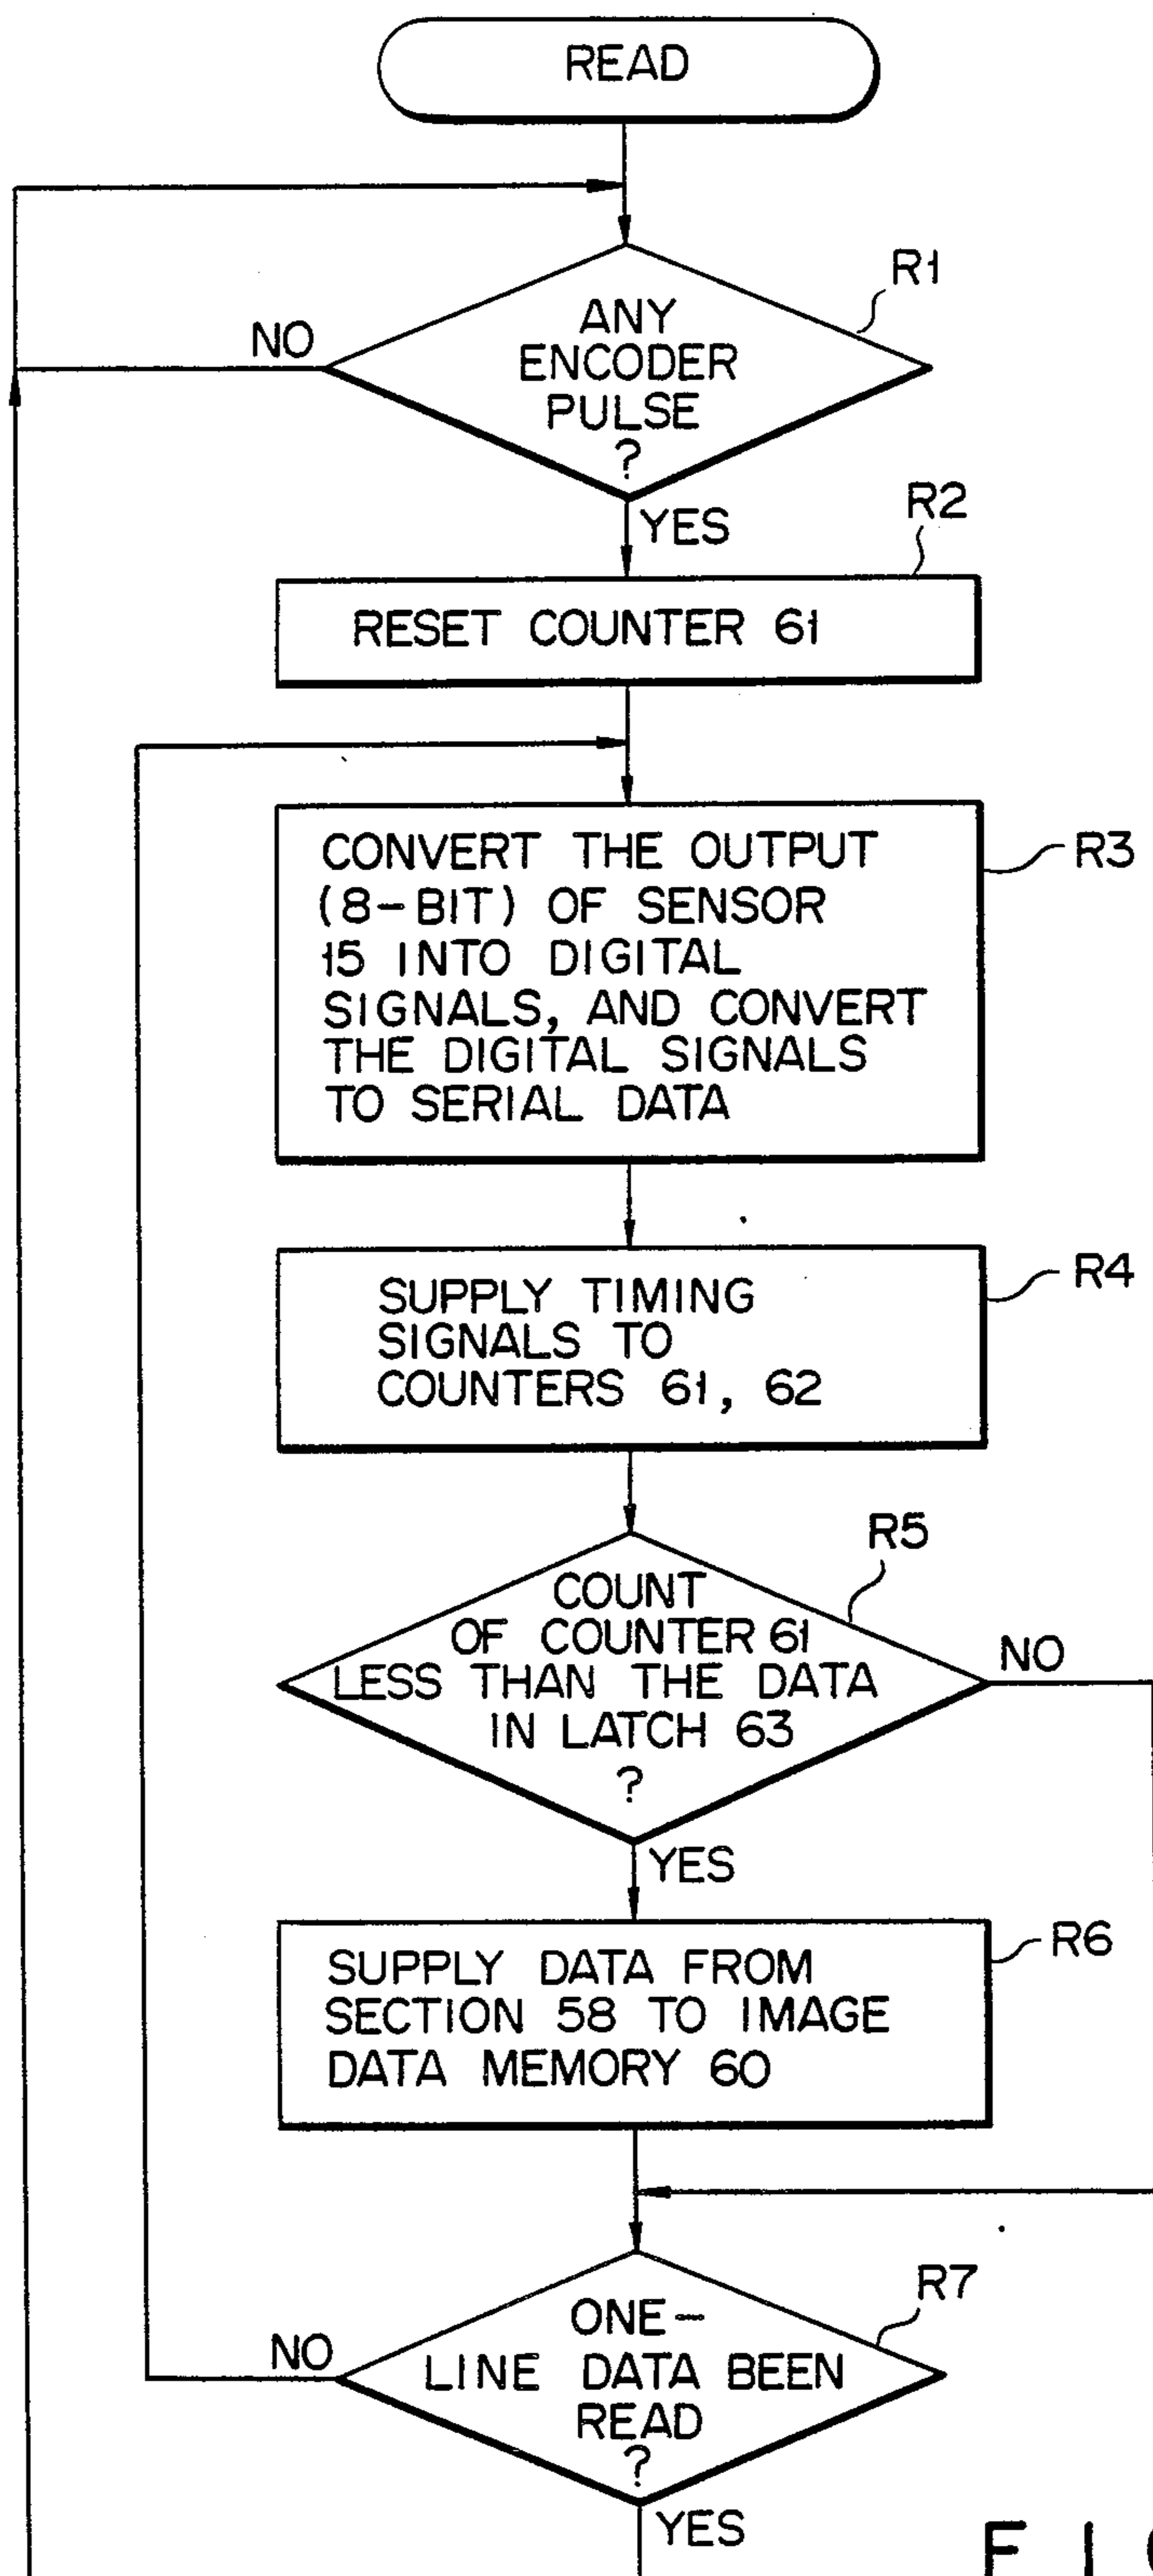 READ
R1
NO
ANY
ENCODER
PULSE
?
YES
R2
RESET COUNTER 61
CONVERT THE OUTPUT
(8-BIT) OF SENSOR
15 INTO DIGITAL
SIGNALS, AND CONVERT
THE DIGITAL SIGNALS
TO SERIAL DATA
R3
SUPPLY TIMING
SIGNALS TO
COUNTERS 61, 62
R4
R5
COUNT
OF COUNTER 61
LESS THAN THE DATA
IN LATCH 63
?
NO
YES
SUPPLY DATA FROM
SECTION 58 TO IMAGE
DATA MEMORY 60
R6
R7
NO
ONE-
LINE DATA BEEN
READ
?
YES